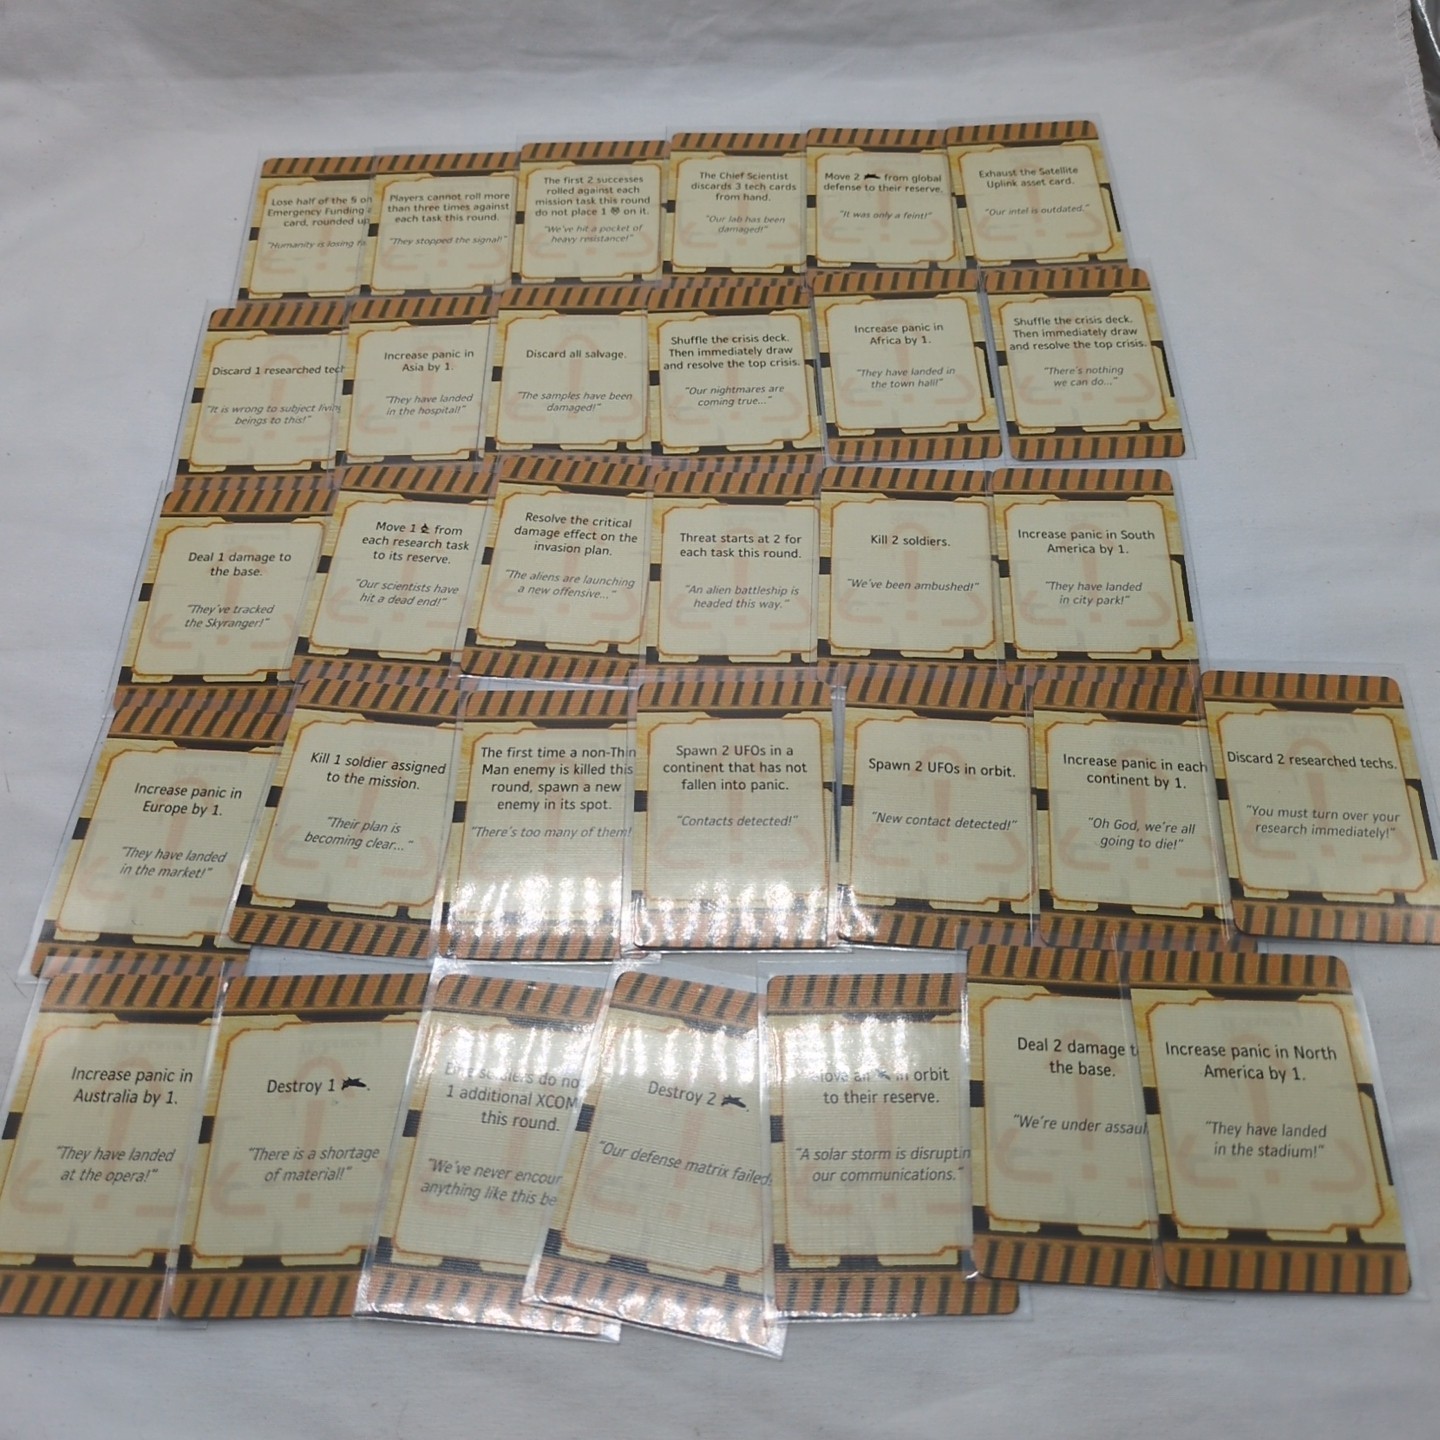 Lose half of the $ on
Emergency Funding
card, rounded up
"Humanity is losing
Players cannot roll more
than three times against
each task this round.
"They stopped the signal!"
The first 2 successes
rolled against each
mission task this round
do not place 1 on it.
"We've hit a pocket of
heavy resistance!"
The Chief Scientist
discards 3 tech cards
from hand.
"Our lab has been
damaged!"
Move 2 from global
defense to their reserve.
"It was only a feint!"
Exhaust the Satellite
Uplink asset card.
"Our intel is outdated."
Discard 1 researched tech
"It is wrong to subject living
beings to this!"
Increase panic in
Asia by 1.
"They have landed
in the hospital!"
Discard all salvage.
"The samples have been
damaged!"
Shuffle the crisis deck.
Then immediately draw
and resolve the top crisis.
"Our nightmares are
coming true..."
Increase panic in
Africa by 1.
"They have landed in
the town hall!"
Shuffle the crisis deck.
Then immediately draw
and resolve the top crisis.
"There's nothing
we can do..."
Deal 1 damage to
the base.
"They've tracked
the Skyranger!"
Move 1 from
each research task
to its reserve.
"Our scientists have
hit a dead end!"
Resolve the critical
damage effect on the
invasion plan.
"The aliens are launching
a new offensive..."
Threat starts at 2 for
each task this round.
"An alien battleship is
headed this way."
Kill 2 soldiers.
"We've been ambushed!"
Increase panic in South
America by 1.
"They have landed
in city park!"
Increase panic in
Europe by 1.
"They have landed
in the market!"
Kill 1 soldier assigned
to the mission.
"Their plan is
becoming clear..."
The first time a non-Thin
Man enemy is killed this
round, spawn a new
enemy in its spot.
"There's too many of them!
Spawn 2 UFOs in a
continent that has not
fallen into panic.
"Contacts detected!"
Spawn 2 UFOs in orbit.
"New contact detected!"
Increase panic in each
continent by 1.
"Oh God, we're all
going to die!"
Discard 2 researched techs.
"You must turn over your
research immediately!"
Increase panic in
Australia by 1.
"They have landed
at the opera!"
Destroy 1 .
"There is a shortage
of material!"
soldiers do no
1 additional XCOM
this round.
"We've never encour
anything like this be
Destroy 2 .
"Our defense matrix failed!
Move all in orbit
to their reserve.
"A solar storm is disruptin
our communications."
Deal 2 damage t
the base.
"We're under assaul
Increase panic in North
America by 1.
"They have landed
in the stadium!"